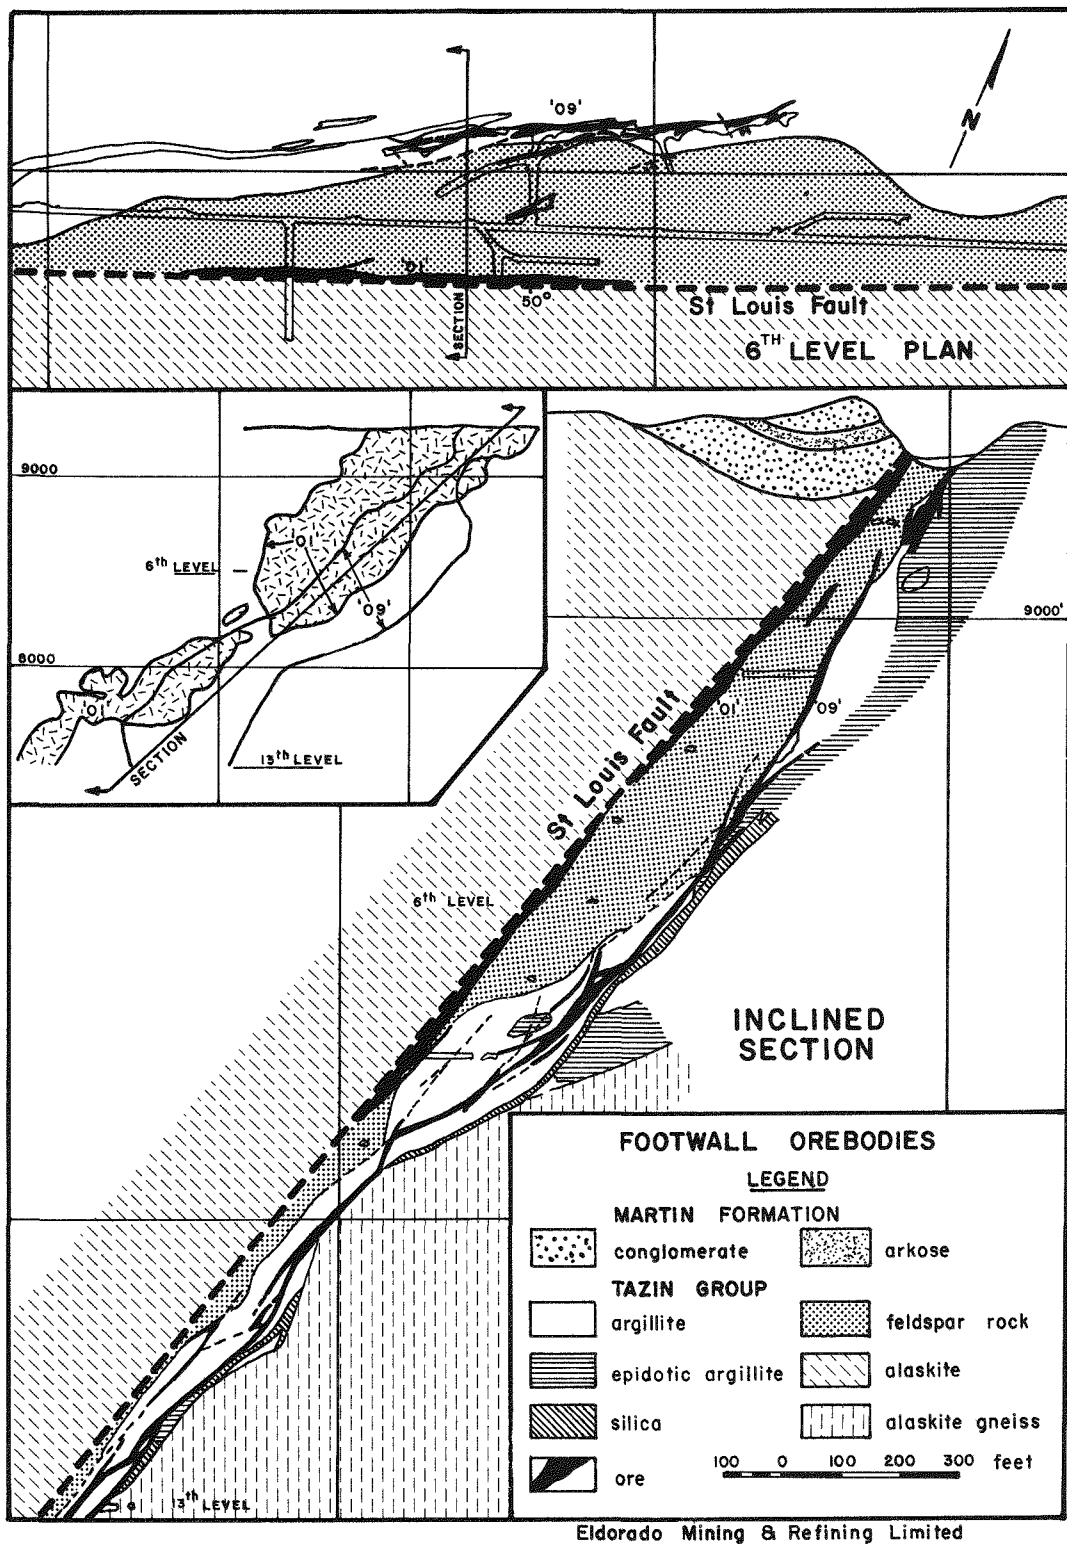 '09'
N
'01'
50°
SECTION
St Louis Fault
6TH LEVEL PLAN
9000
6th LEVEL
01
'09'
8000
01
SECTION
13th LEVEL
9000'
'01'
'09'
St Louis Fault
6th LEVEL
INCLINED
SECTION
13th LEVEL
FOOTWALL OREBODIES
LEGEND
MARTIN FORMATION
conglomerate
arkose
TAZIN GROUP
argillite
feldspar rock
epidotic argillite
alaskite
silica
alaskite gneiss
ore
100 0 100 200 300 feet
Eldorado Mining & Refining Limited